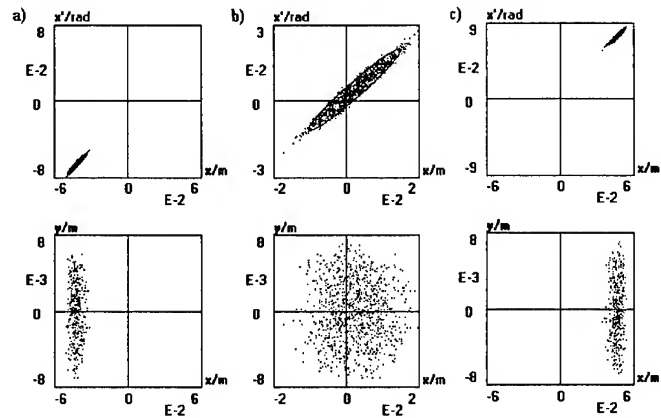 a) b) c)
x'/rad x'/rad x'/rad
8 3 9
E-2 E-2 E-2
0 0 0
-8 -3 -9
x/m x/m x/m
-6 0 6 -2 0 2 -6 0 6
E-2 E-2 E-2
y/m y/m y/m
8 8 8
E-3 E-3 E-3
0 0 0
-8 -8 -8
x/m x/m x/m
-6 0 6 -2 0 2 -6 0 6
E-2 E-2 E-2